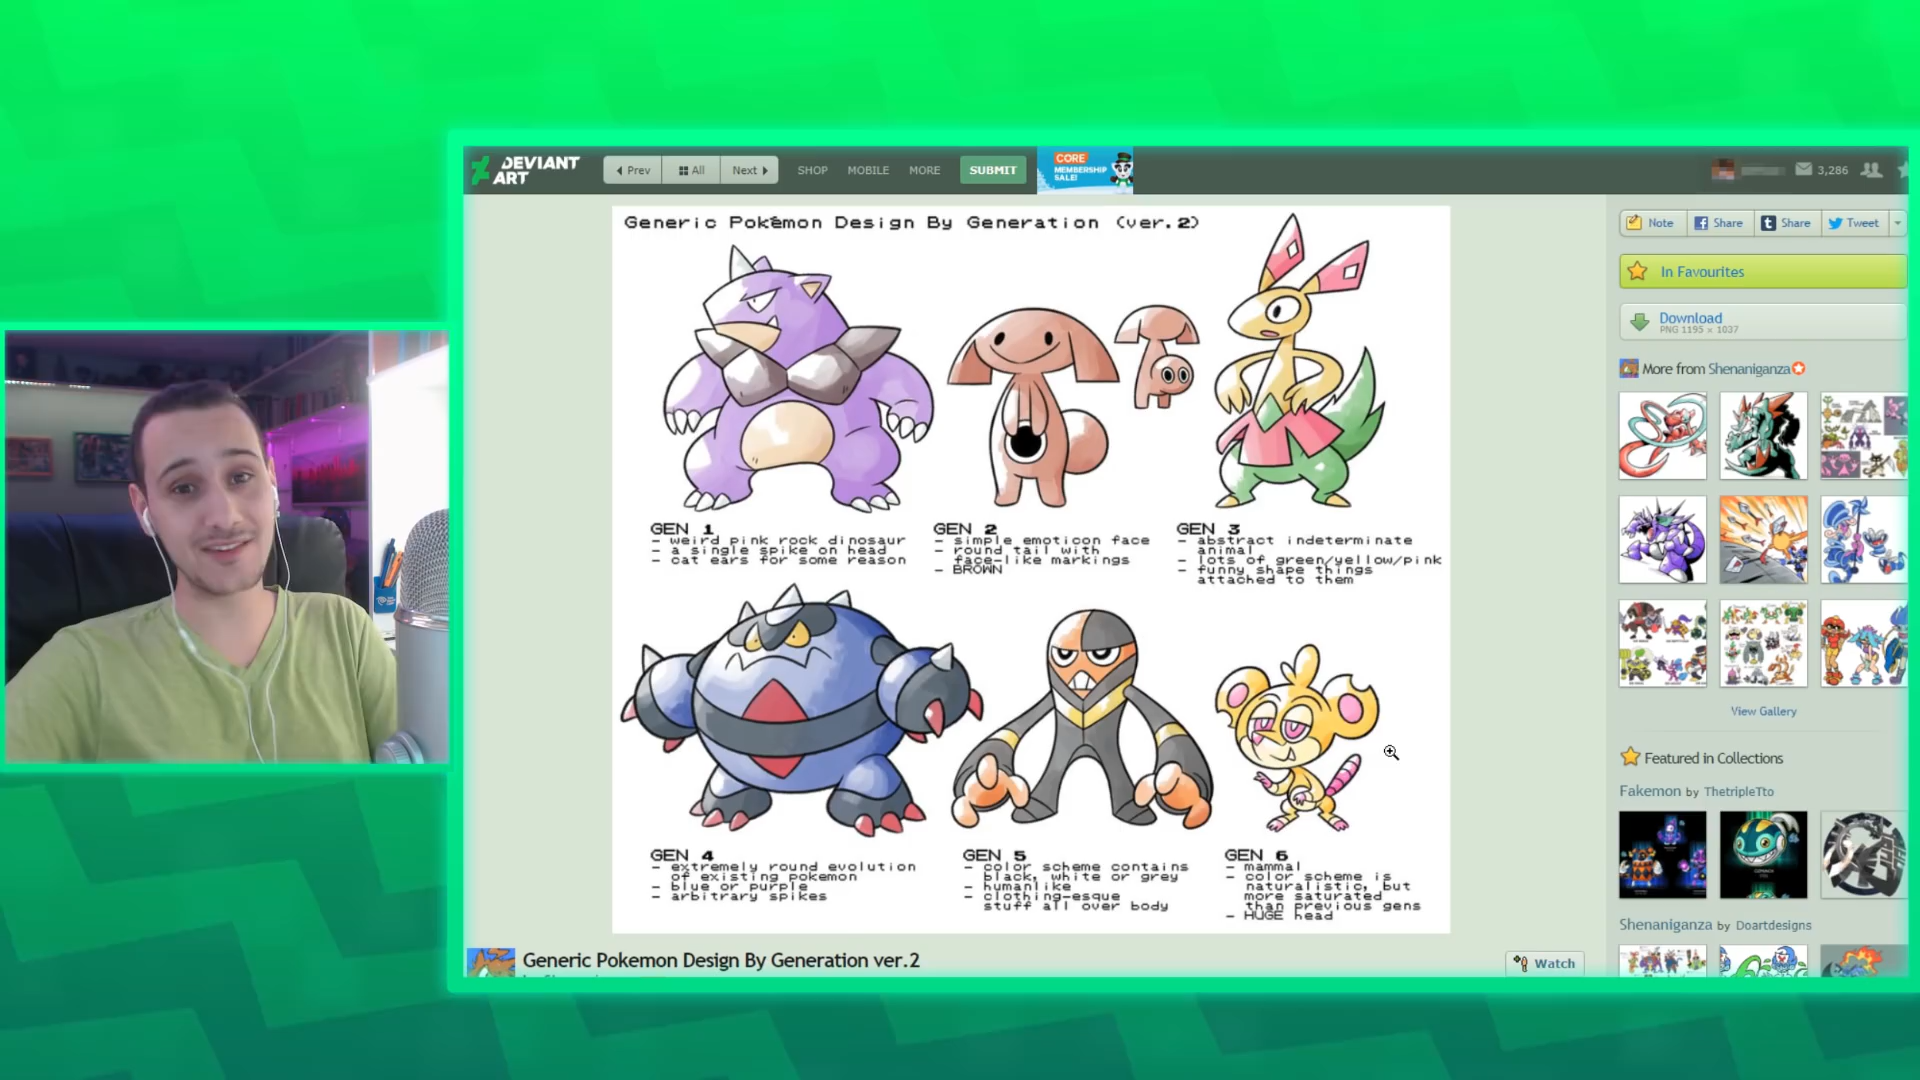 DEVIANT
ART
Prev
All
Next
SHOP
MOBILE
MORE
SUBMIT
CORE
MEMBERSHIP
SALE!
3,286
Generic Pokémon Design By Generation (ver.2)
GEN 1
- weird pink rock dinosaur
- a single spike on head
- cat ears for some reason
GEN 2
- simple emoticon face
- round tail with
face-like markings
- BROWN
GEN 3
- abstract indeterminate
animal
- lots of green/yellow/pink
- funny shape things
attached to them
GEN 4
- extremely round evolution
of existing pokemon
- blue or purple
- arbitrary spikes
GEN 5
- color scheme contains
black, white or grey
- humanlike
- clothing-esque
stuff all over body
GEN 6
- mammal
- color scheme is
naturalistic, but
more saturated
than previous gens
- HUGE head
Generic Pokemon Design By Generation ver.2
Watch
Note
Share
Share
Tweet
In Favourites
Download
PNG 1195 × 1037
More from Shenaniganza
View Gallery
Featured in Collections
Fakemon by ThetripleTto
Shenaniganza by Doartdesigns